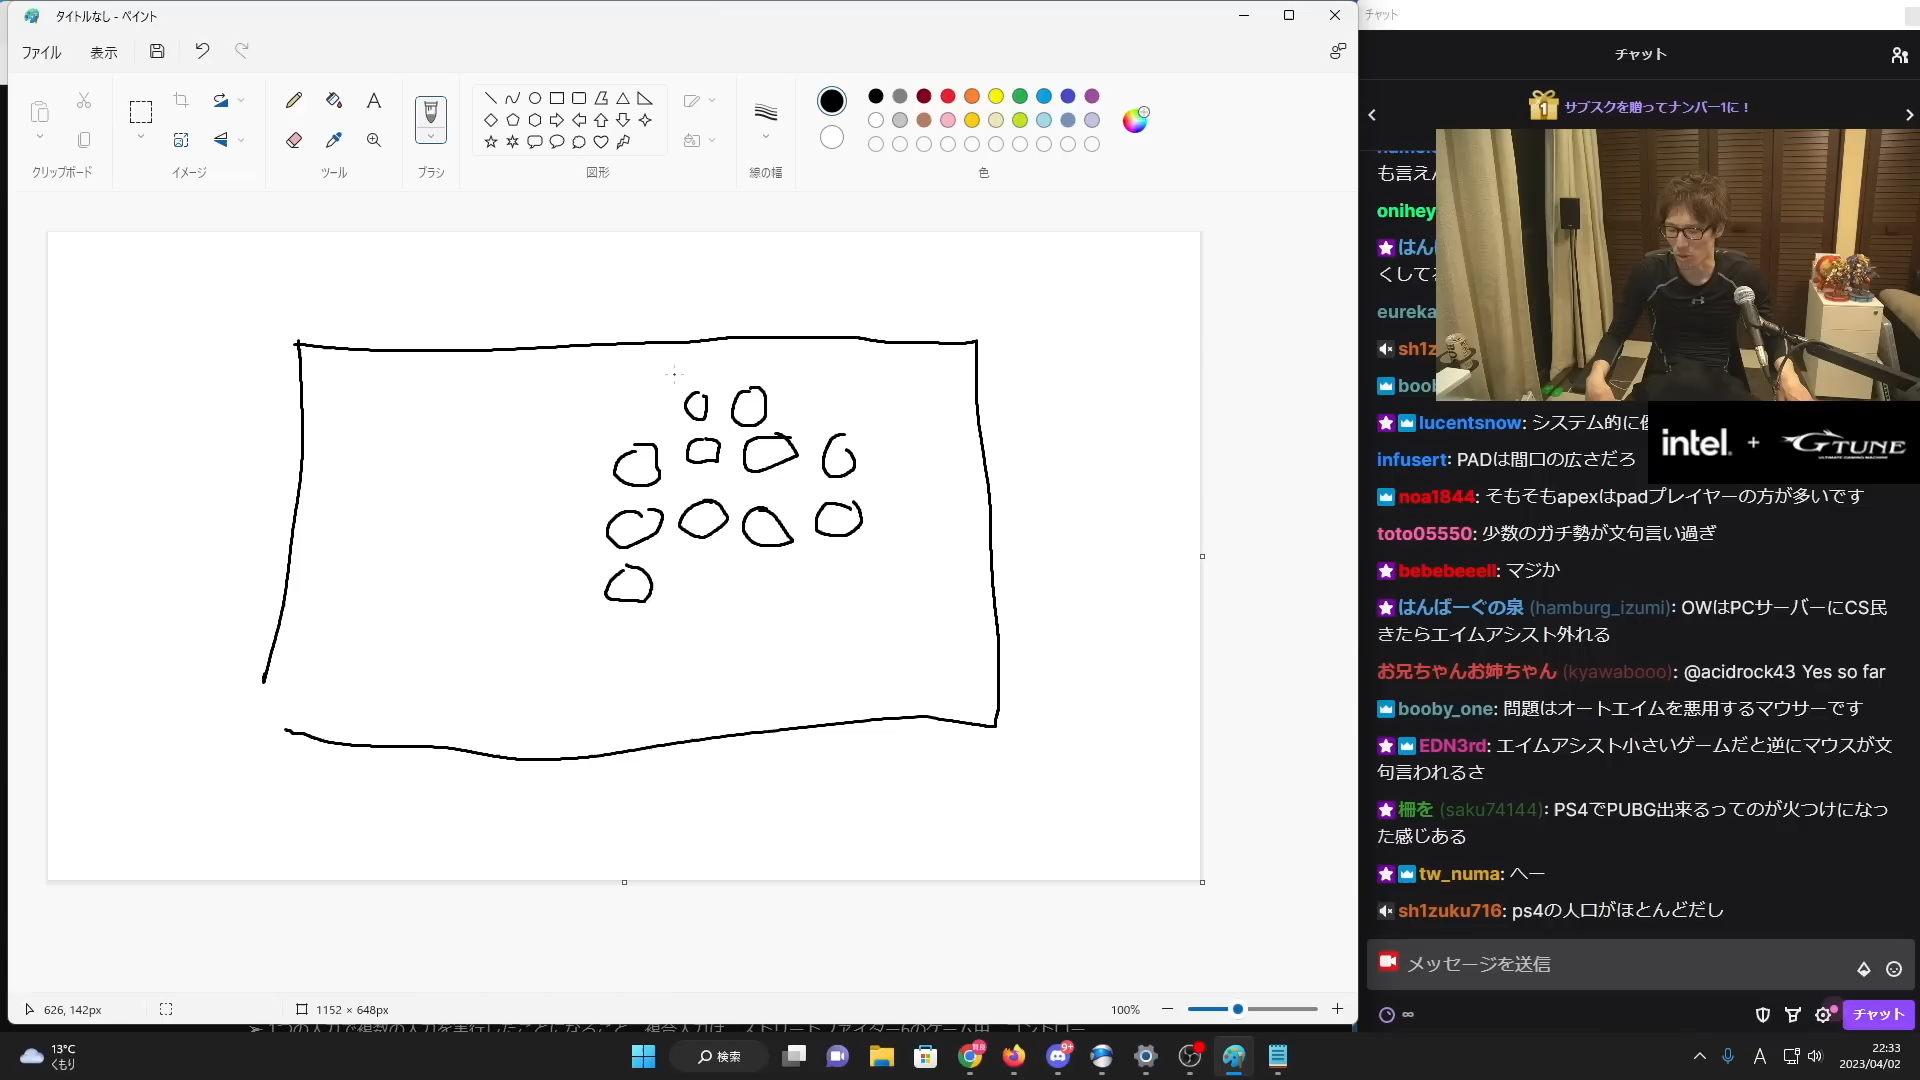 タイトルなし - ペイント
チャット
ファイル
表示
チャット
サブスクを贈ってナンバー1に！
クリップボード
イメージ
ツール
ブラシ
図形
線の幅
色
も言え
onihey
はん
くして
eureka
sh1z
boob
lucentsnow: システム的に
intel. + GTUNE
infusert: PADは間口の広さだろ
noa1844: そもそもapexはpadプレイヤーの方が多いです
toto05550: 少数のガチ勢が文句言い過ぎ
bebebeeell: マジか
はんばーぐの泉 (hamburg_izumi): OWはPCサーバーにCS民
きたらエイムアシスト外れる
お兄ちゃんお姉ちゃん (kyawabooo): @acidrock43 Yes so far
booby_one: 問題はオートエイムを悪用するマウサーです
EDN3rd: エイムアシスト小さいゲームだと逆にマウスが文
句言われるさ
柵を (saku74144): PS4でPUBG出来るってのが火つけになっ
た感じある
tw_numa: へー
sh1zuku716: ps4の人口がほとんどだし
メッセージを送信
626, 142px
1152 × 648px
100%
チャット
13°C
くもり
検索
A
22:33
2023/04/02